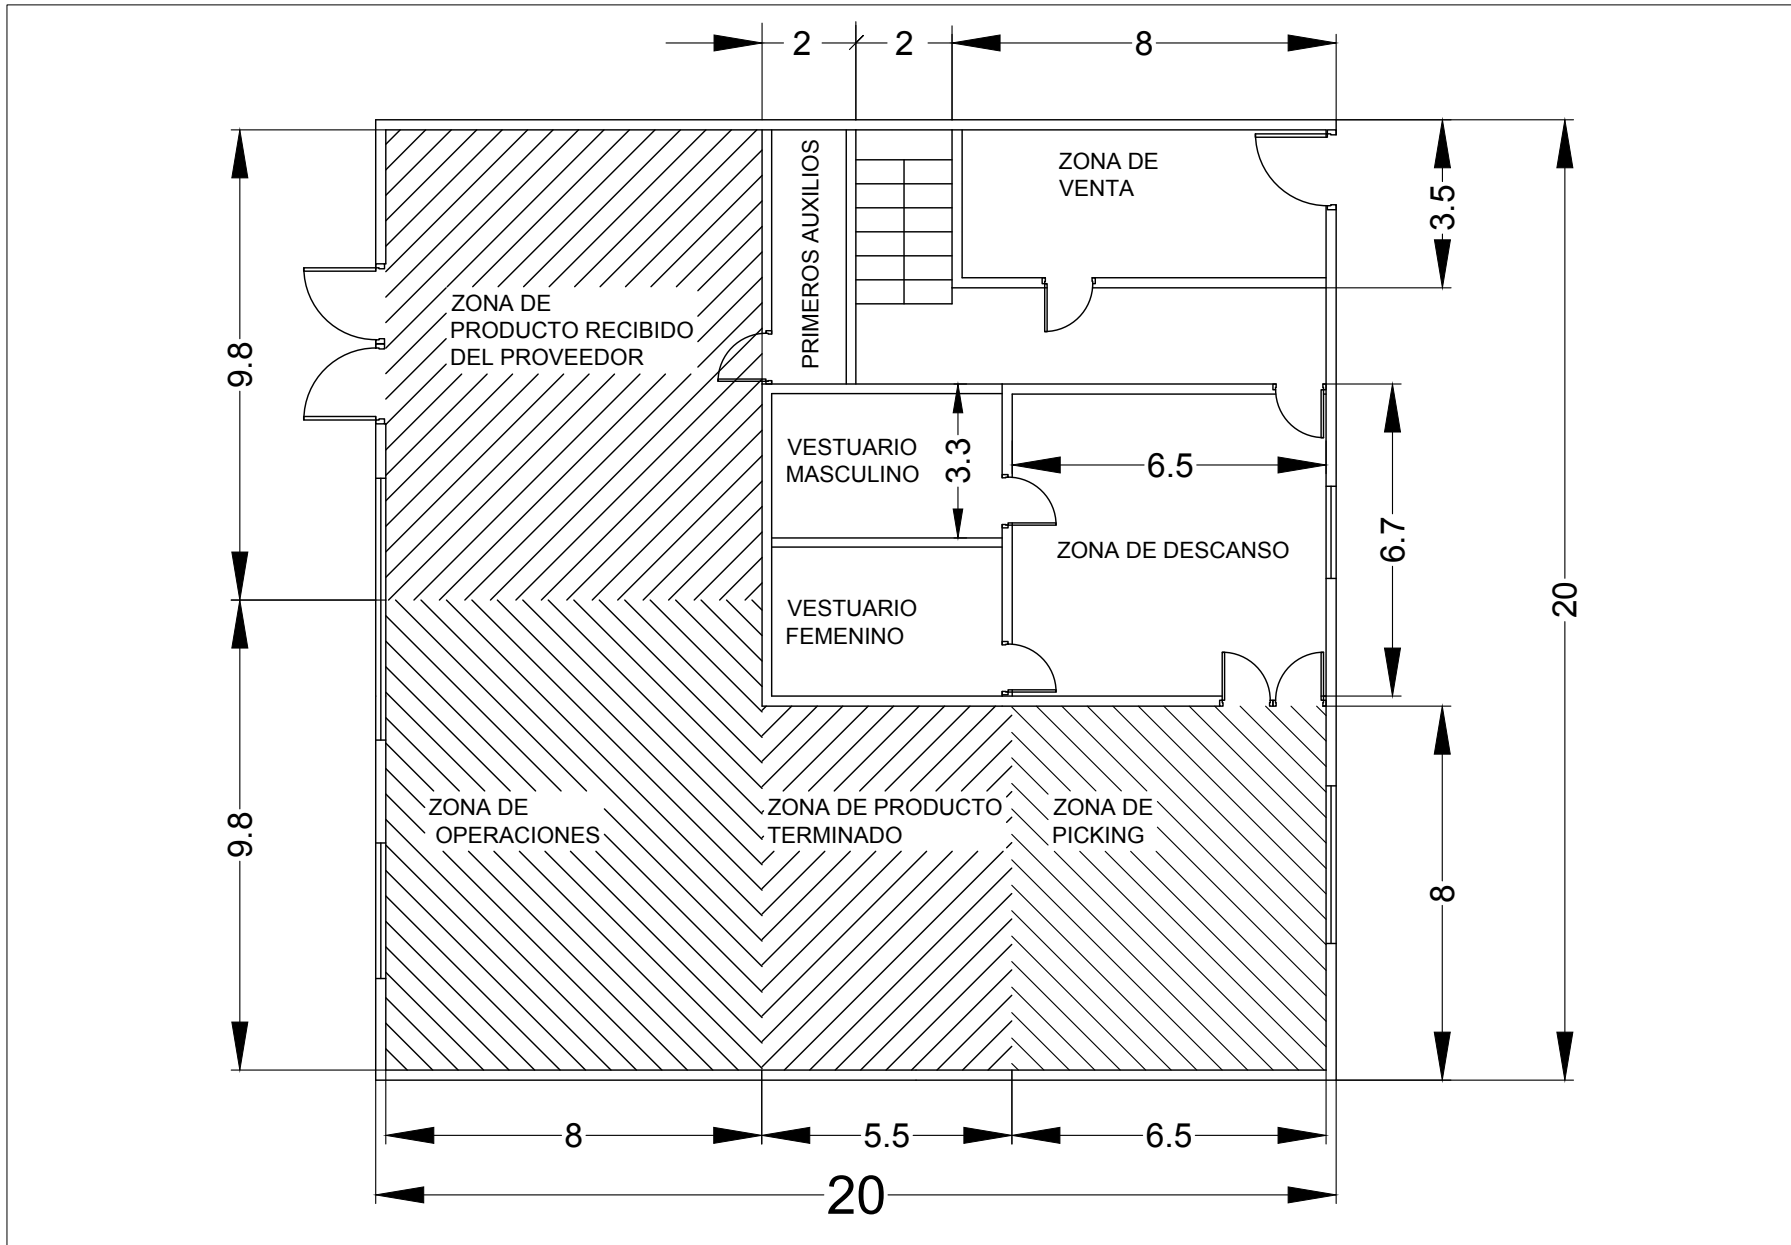 2
2
8
PRIMEROS AUXILIOS
ZONA DE
VENTA
3.5
ZONA DE
PRODUCTO RECIBIDO
DEL PROVEEDOR
9.8
VESTUARIO
MASCULINO
3.3
6.5
6.7
ZONA DE DESCANSO
20
VESTUARIO
FEMENINO
9.8
ZONA DE
OPERACIONES
ZONA DE PRODUCTO
TERMINADO
ZONA DE
PICKING
8
8
5.5
6.5
20